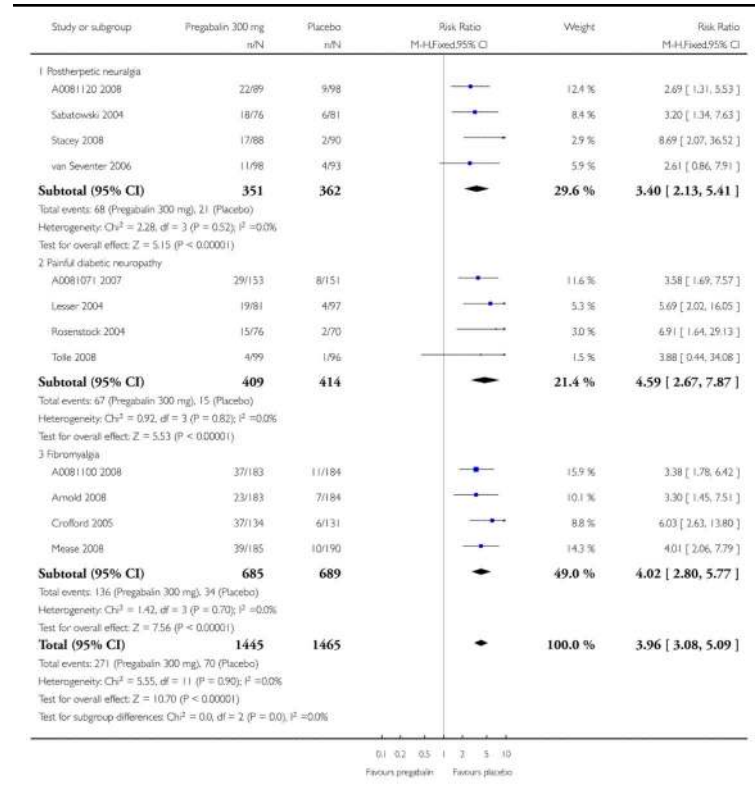 Study or subgroup Pregabalin 300 mg Placebo Risk Ratio Weight Risk Ratio
n/N n/N M-H,Fixed,95% CI M-H,Fixed,95% CI
1 Postherpetic neuralgia
A0081120 2008 22/89 9/98 12.4 % 2.69 [ 1.31, 5.53 ]
Sabatowski 2004 18/76 6/81 8.4 % 3.20 [ 1.34, 7.63 ]
Stacey 2008 17/88 2/90 2.9 % 8.69 [ 2.07, 36.52 ]
van Seventer 2006 11/98 4/93 5.9 % 2.61 [ 0.86, 7.91 ]
Subtotal (95% CI) 351 362 29.6 % 3.40 [ 2.13, 5.41 ]
Total events: 68 (Pregabalin 300 mg), 21 (Placebo)
Heterogeneity: Chi² = 2.28, df = 3 (P = 0.52); I² =0.0%
Test for overall effect: Z = 5.15 (P < 0.00001)
2 Painful diabetic neuropathy
A0081071 2007 29/153 8/151 11.6 % 3.58 [ 1.69, 7.57 ]
Lesser 2004 19/81 4/97 5.3 % 5.69 [ 2.02, 16.05 ]
Rosenstock 2004 15/76 2/70 3.0 % 6.91 [ 1.64, 29.13 ]
Tolle 2008 4/99 1/96 1.5 % 3.88 [ 0.44, 34.08 ]
Subtotal (95% CI) 409 414 21.4 % 4.59 [ 2.67, 7.87 ]
Total events: 67 (Pregabalin 300 mg), 15 (Placebo)
Heterogeneity: Chi² = 0.92, df = 3 (P = 0.82); I² =0.0%
Test for overall effect: Z = 5.53 (P < 0.00001)
3 Fibromyalgia
A0081100 2008 37/183 11/184 15.9 % 3.38 [ 1.78, 6.42 ]
Arnold 2008 23/183 7/184 10.1 % 3.30 [ 1.45, 7.51 ]
Crofford 2005 37/134 6/131 8.8 % 6.03 [ 2.63, 13.80 ]
Mease 2008 39/185 10/190 14.3 % 4.01 [ 2.06, 7.79 ]
Subtotal (95% CI) 685 689 49.0 % 4.02 [ 2.80, 5.77 ]
Total events: 136 (Pregabalin 300 mg), 34 (Placebo)
Heterogeneity: Chi² = 1.42, df = 3 (P = 0.70); I² =0.0%
Test for overall effect: Z = 7.56 (P < 0.00001)
Total (95% CI) 1445 1465 100.0 % 3.96 [ 3.08, 5.09 ]
Total events: 271 (Pregabalin 300 mg), 70 (Placebo)
Heterogeneity: Chi² = 5.55, df = 11 (P = 0.90); I² =0.0%
Test for overall effect: Z = 10.70 (P < 0.00001)
Test for subgroup differences: Chi² = 0.0, df = 2 (P = 0.0), I² =0.0%
0.1 0.2 0.5 1 2 5 10
Favours pregabalin Favours placebo